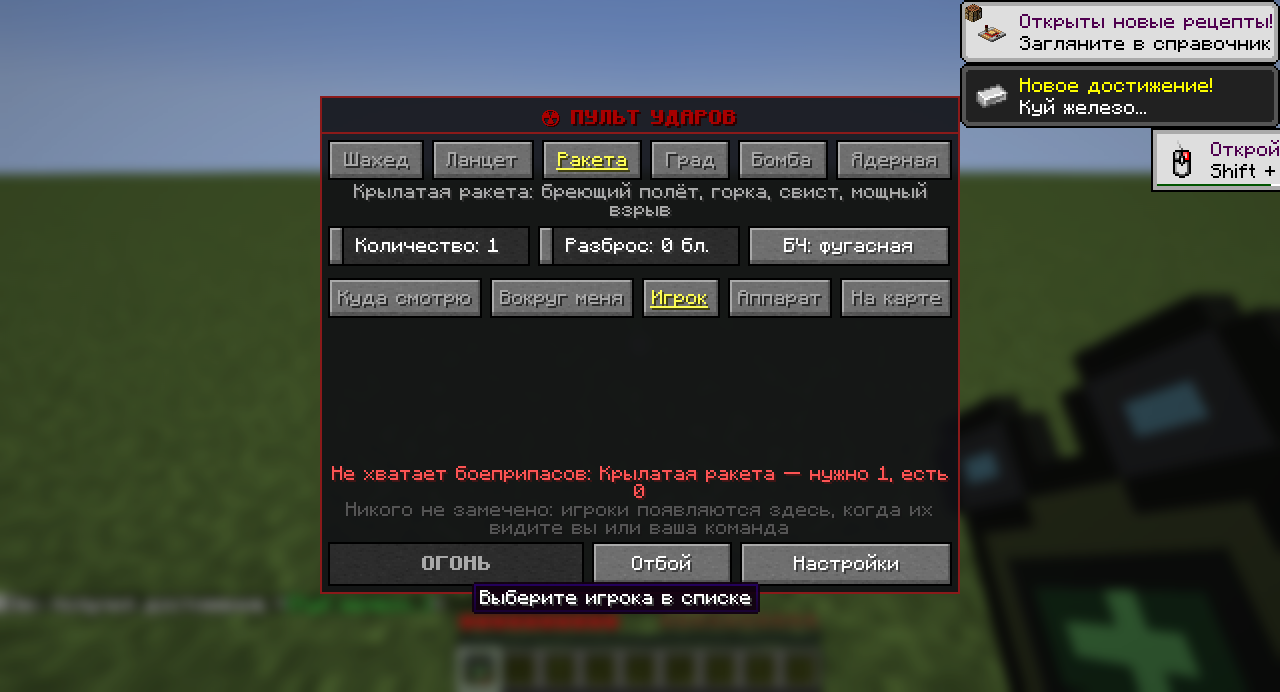 Открыты новые рецепты!
Загляните в справочник
Новое достижение!
Куй железо...
Открой
Shift +
☢ ПУЛЬТ УДАРОВ
Шахед Ланцет Ракета Град Бомба Ядерная
Крылатая ракета: бреющий полёт, горка, свист, мощный
взрыв
Количество: 1 Разброс: 0 бл. БЧ: фугасная
Куда смотрю Вокруг меня Игрок Аппарат На карте
Не хватает боеприпасов: Крылатая ракета — нужно 1, есть
0
Никого не замечено: игроки появляются здесь, когда их
видите вы или ваша команда
ОГОНЬ Отбой Настройки
Выберите игрока в списке